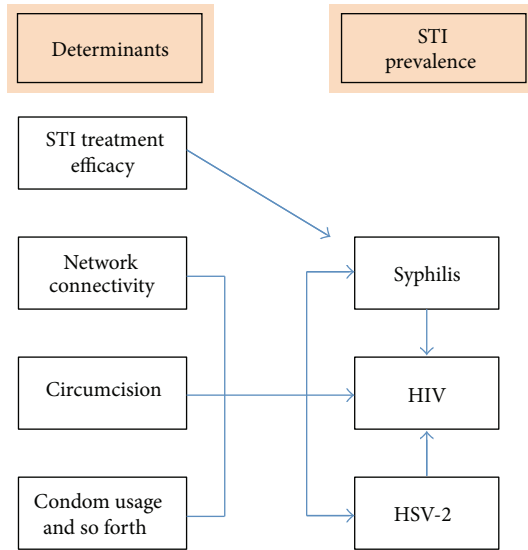 Determinants
STI
prevalence
STI treatment
efficacy
Network
connectivity
Syphilis
Circumcision
HIV
Condom usage
and so forth
HSV-2